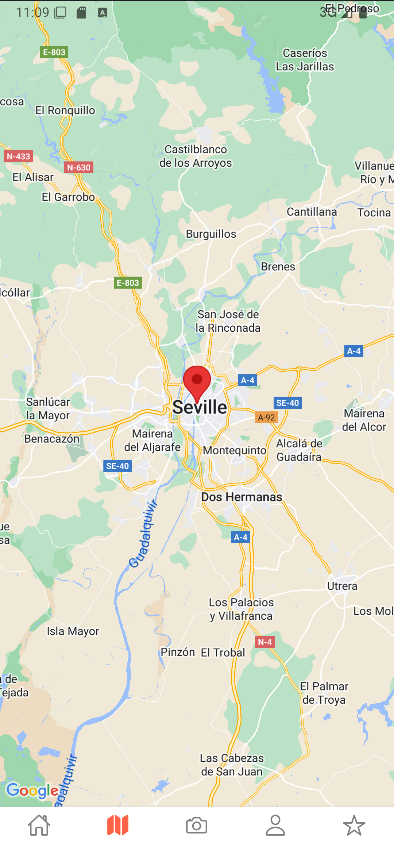 11:09
3G
El Pedroso
E-803
Caseríos
Las Jarillas
cosa
El Ronquillo
Castilblanco
de los Arroyos
N-433
N-630
El Alisar
Villanue
Río y M
El Garrobo
Cantillana
Tocina
Burguillos
Brenes
E-803
lcóllar
San José de
la Rinconada
A-4
A-4
Sanlúcar
la Mayor
Seville
SE-40
A-92
Mairena
del Alcor
Benacazón
Mairena
del Aljarafe
Montequinto
Alcalá de
Guadaira
SE-40
Dos Hermanas
Guadalquivir
A-4
ue
sa
Utrera
Los Palacios
y Villafranca
Los Mol
Isla Mayor
N-4
Pinzón
El Trobal
a de
Tejada
El Palmar
de Troya
Las Cabezas
de San Juan
adalquivir
Google